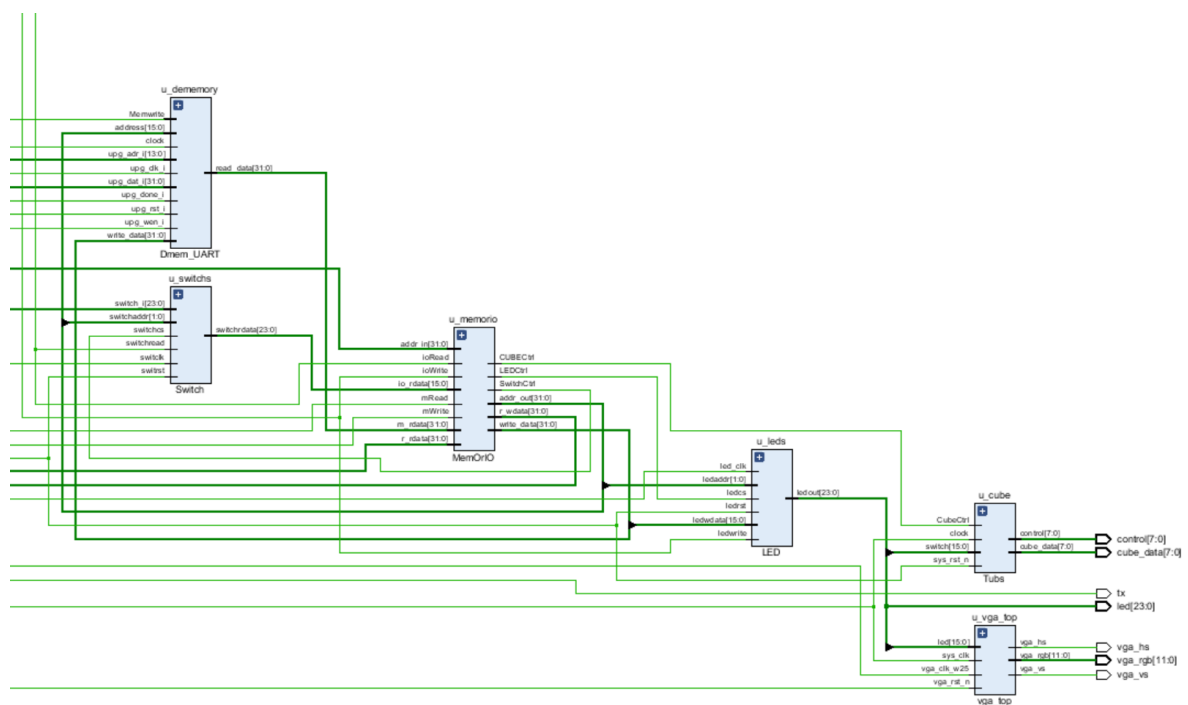 u_dememory
Memwrite
address[15:0]
clock
upg_adr_i[13:0]
upg_clk_i
upg_dat_i[31:0]
upg_done_i
upg_rst_i
upg_wen_i
write_data[31:0]
read_data[31:0]
Dmem_UART
u_switchs
switch_i[23:0]
switchaddr[1:0]
switchcs
switchread
switclk
switrst
switchrdata[23:0]
Switch
u_memorio
addr_in[31:0]
ioRead
ioWrite
io_rdata[15:0]
mRead
mWrite
m_rdata[31:0]
r_rdata[31:0]
CUBECtrl
LEDCtrl
SwitchCtrl
addr_out[31:0]
r_wdata[31:0]
write_data[31:0]
MemOrIO
u_leds
led_clk
ledaddr[1:0]
ledcs
ledrst
ledwdata[15:0]
ledwrite
ledout[23:0]
LED
u_cube
CubeCtrl
clock
switch[15:0]
sys_rst_n
control[7:0]
cube_data[7:0]
Tubs
control[7:0]
cube_data[7:0]
tx
led[23:0]
u_vga_top
led[15:0]
sys_clk
vga_clk_w25
vga_rst_n
vga_hs
vga_rgb[11:0]
vga_vs
vga_top
vga_hs
vga_rgb[11:0]
vga_vs